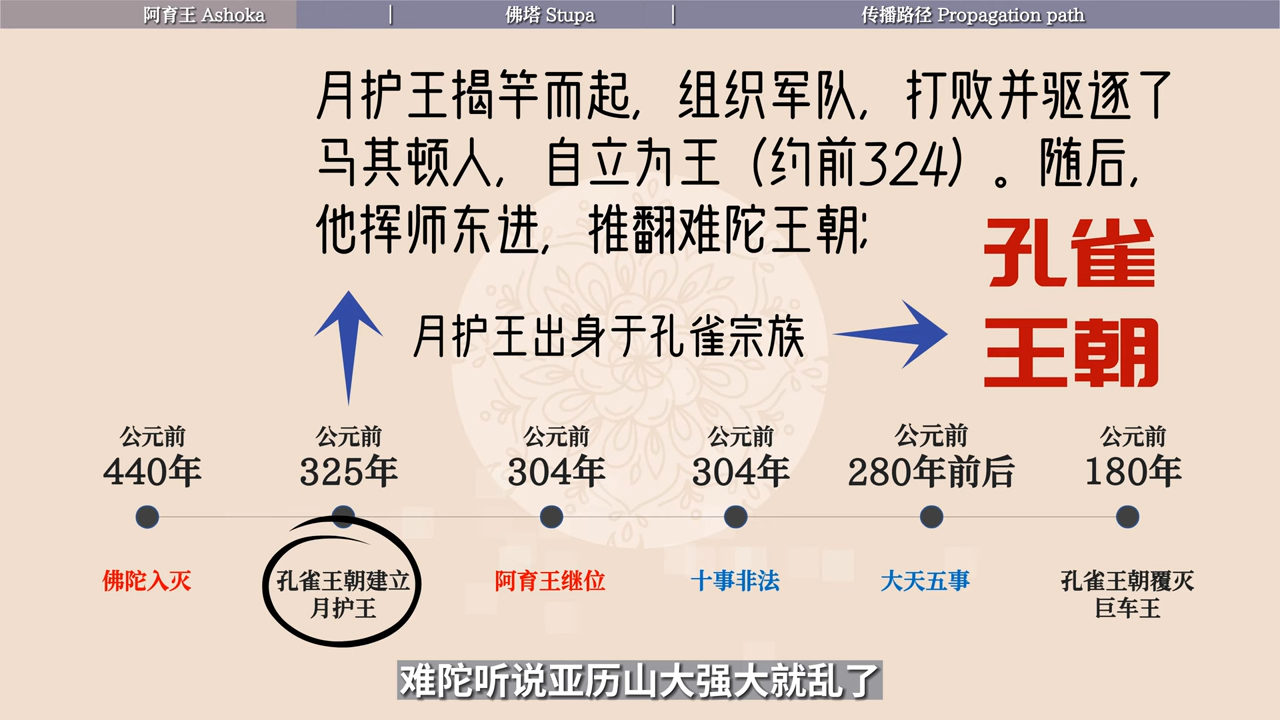 阿育王 Ashoka | 佛塔 Stupa | 传播路径 Propagation path
月护王揭竿而起，组织军队，打败并驱逐了
马其顿人，自立为王（约前324）。随后，
他挥师东进，推翻难陀王朝;
孔雀
王朝
月护王出身于孔雀宗族
公元前
440年
佛陀入灭
公元前
325年
孔雀王朝建立
月护王
公元前
304年
阿育王继位
公元前
304年
十事非法
公元前
280年前后
大天五事
公元前
180年
孔雀王朝覆灭
巨车王
难陀听说亚历山大强大就乱了